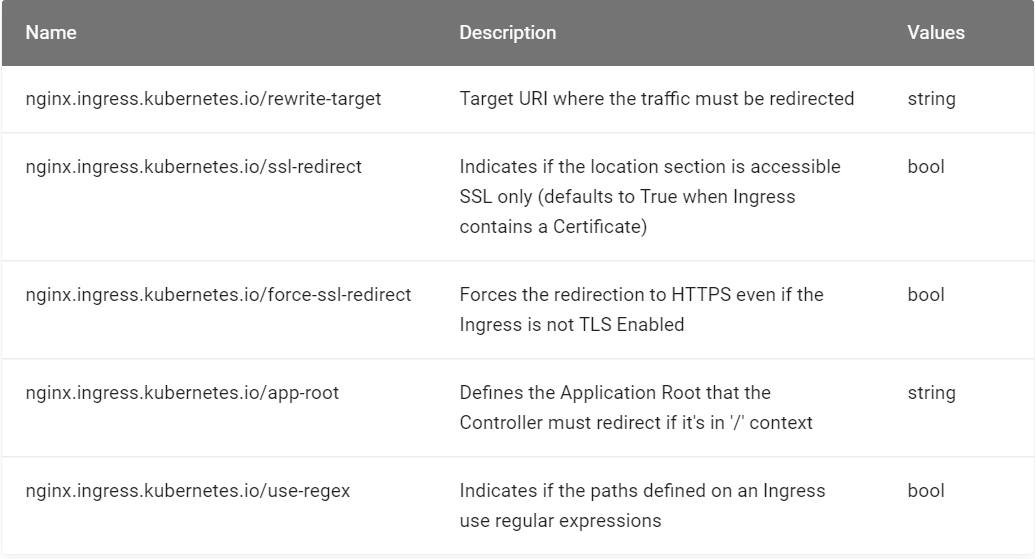 Name Description Values
nginx.ingress.kubernetes.io/rewrite-target Target URI where the traffic must be redirected string
nginx.ingress.kubernetes.io/ssl-redirect Indicates if the location section is accessible bool
SSL only (defaults to True when Ingress
contains a Certificate)
nginx.ingress.kubernetes.io/force-ssl-redirect Forces the redirection to HTTPS even if the bool
Ingress is not TLS Enabled
nginx.ingress.kubernetes.io/app-root Defines the Application Root that the string
Controller must redirect if it's in '/' context
nginx.ingress.kubernetes.io/use-regex Indicates if the paths defined on an Ingress bool
use regular expressions